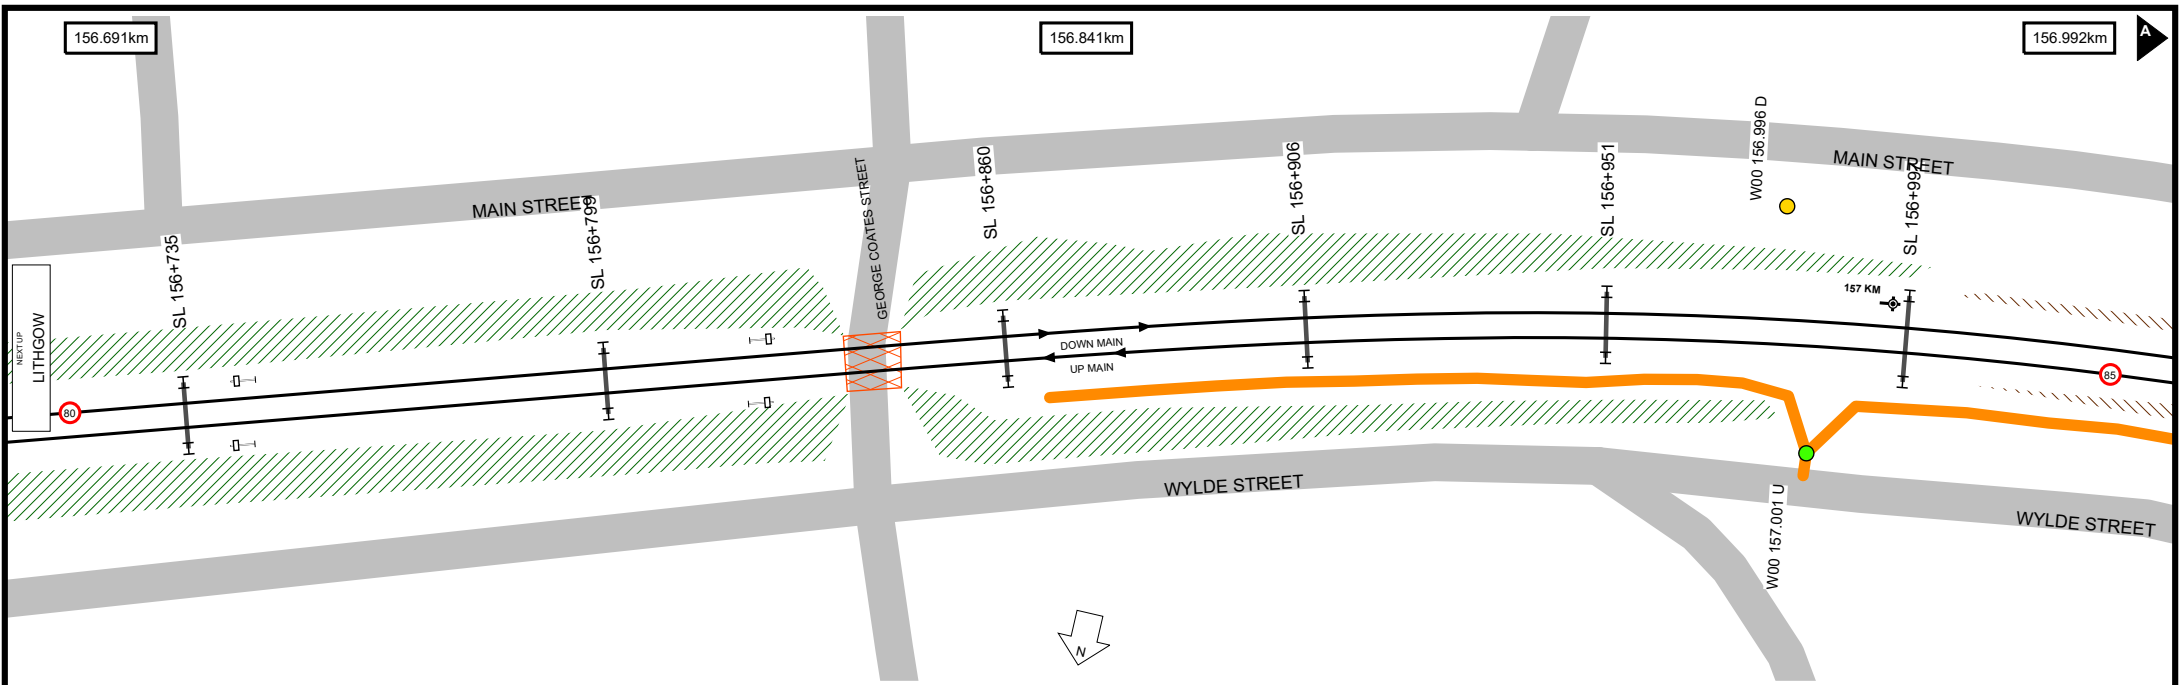 156.691km
156.841km
156.992km
A
MAIN STREET
MAIN STREET
GEORGE COATES STREET
SL 156+735
SL 156+799
SL 156+860
SL 156+906
SL 156+951
W00 156.996 D
SL 156+997
157 KM
NEXT UP
LITHGOW
80
DOWN MAIN
UP MAIN
85
WYLDE STREET
W00 157.001 U
WYLDE STREET
N